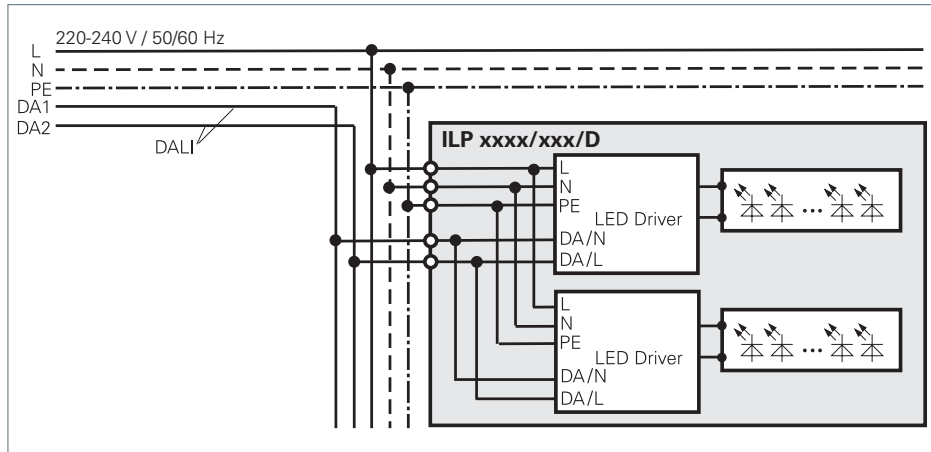 220-240 V / 50/60 Hz
L
N
PE
DA1
DA2
DALI
ILP xxxx/xxx/D
L
N
PE
LED Driver
DA/N
DA/L
L
N
PE
LED Driver
DA/N
DA/L